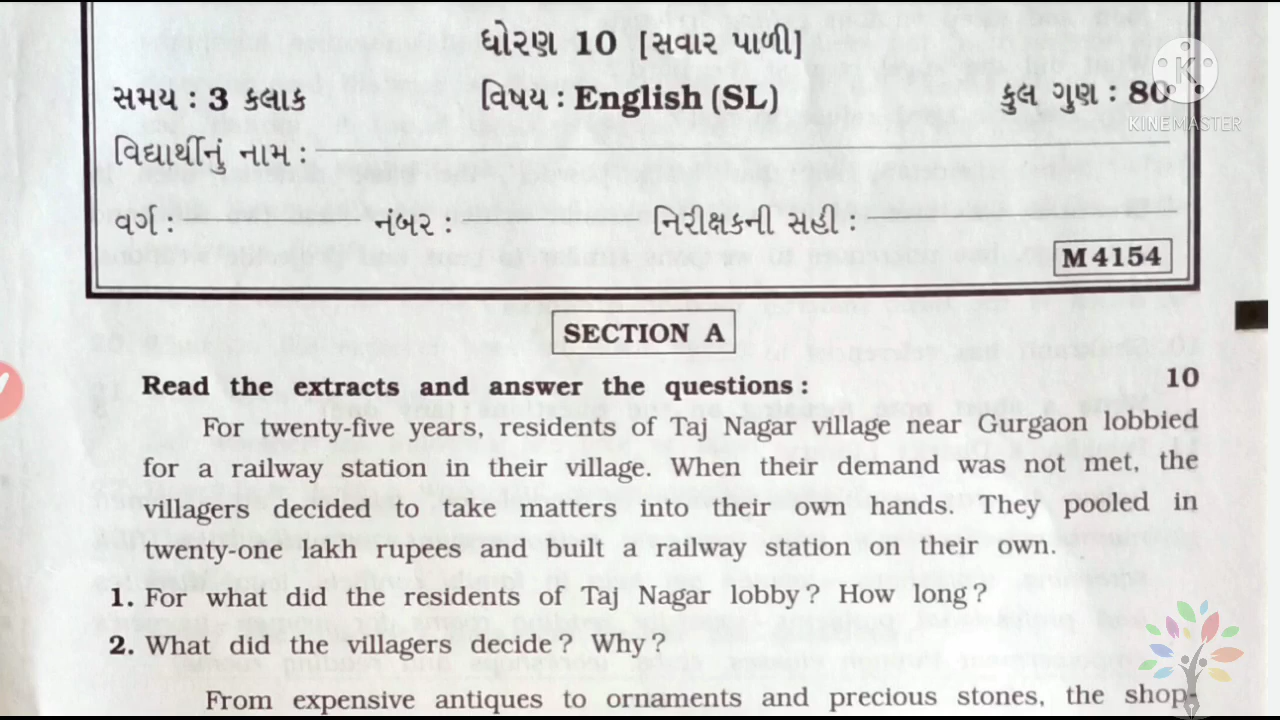 ધોરણ 10 [સવાર પાળી]
સમય : 3 કલાક વિષય : English (SL) કુલ ગુણ : 80
KINEMASTER
વિદ્યાર્થીનું નામ :
વર્ગ : નંબર : નિરીક્ષકની સહી :
M 4154
SECTION A
Read the extracts and answer the questions : 10
For twenty-five years, residents of Taj Nagar village near Gurgaon lobbied
for a railway station in their village. When their demand was not met, the
villagers decided to take matters into their own hands. They pooled in
twenty-one lakh rupees and built a railway station on their own.
1. For what did the residents of Taj Nagar lobby? How long?
2. What did the villagers decide? Why?
From expensive antiques to ornaments and precious stones, the shop-